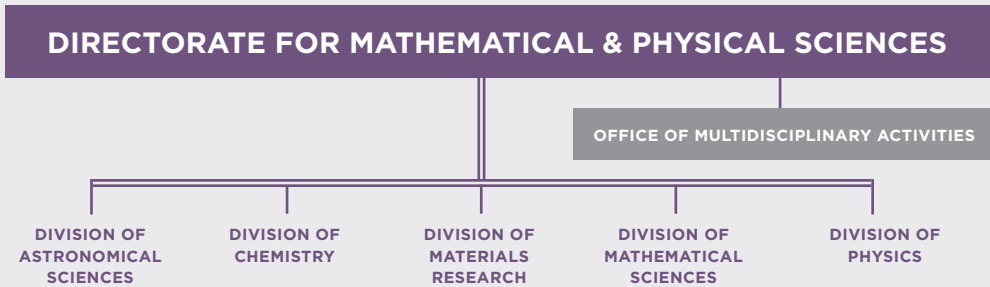 DIRECTORATE FOR MATHEMATICAL & PHYSICAL SCIENCES
OFFICE OF MULTIDISCIPLINARY ACTIVITIES
DIVISION OF
ASTRONOMICAL
SCIENCES
DIVISION OF
CHEMISTRY
DIVISION OF
MATERIALS
RESEARCH
DIVISION OF
MATHEMATICAL
SCIENCES
DIVISION OF
PHYSICS